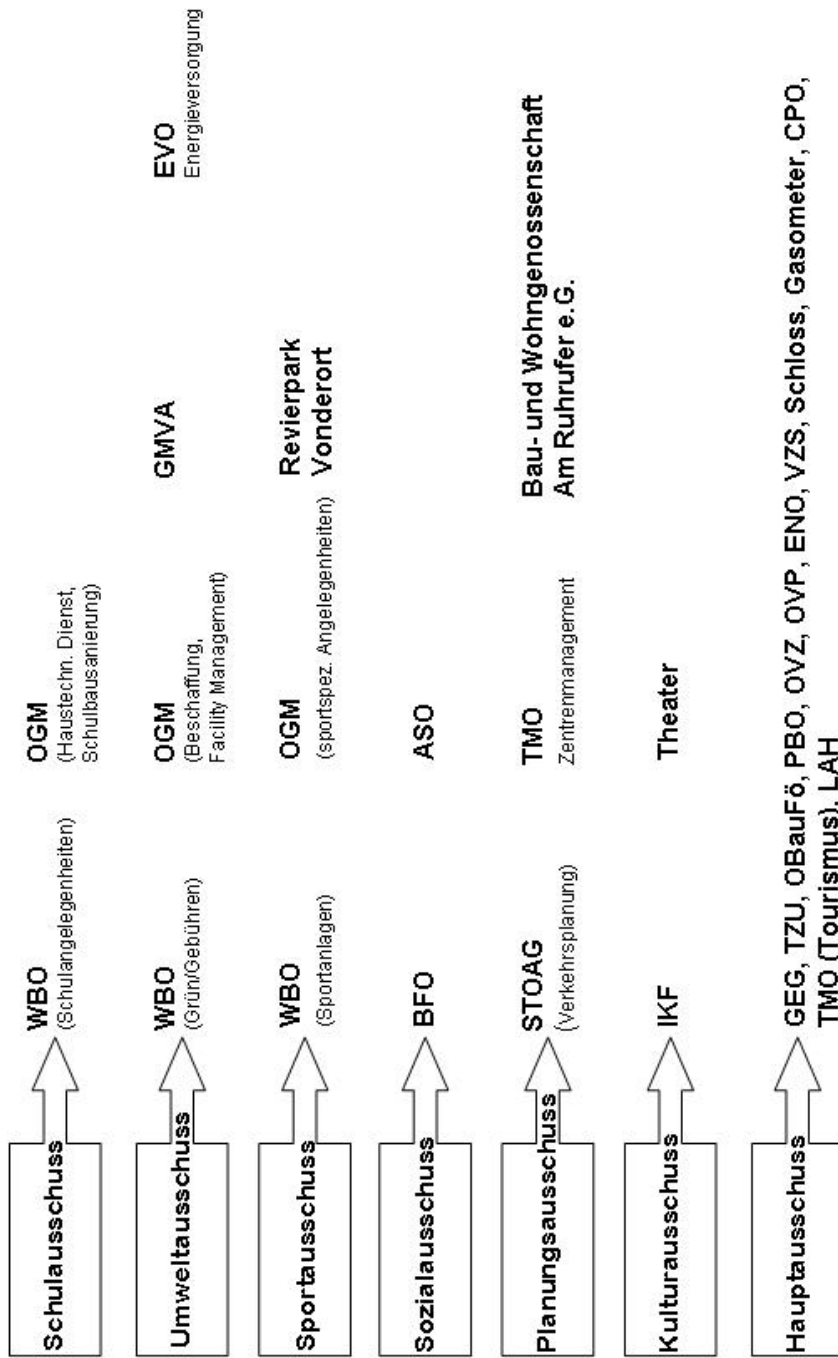 Schulausschuss
WBO
(Schulangelegenheiten)
OGM
(Haustechn. Dienst,
Schulbausanierung)
Umweltausschuss
WBO
(Grün/Gebühren)
OGM
(Beschaffung,
Facility Management)
GMVA
EVO
Energieversorgung
Sportausschuss
WBO
(Sportanlagen)
OGM
(sportspez. Angelegenheiten)
Revierpark
Vonderort
Sozialausschuss
BFO
ASO
Planungsausschuss
STOAG
(Verkehrsplanung)
TMO
Zentrenmanagement
Bau- und Wohngenossenschaft
Am Ruhrufer e.G.
Kulturausschuss
IKF
Theater
Hauptausschuss
GEG, TZU, OBauFö, PBO, OVZ, OVP, ENO, VZS, Schloss, Gasometer, CPO,
TMO (Tourismus), LAH